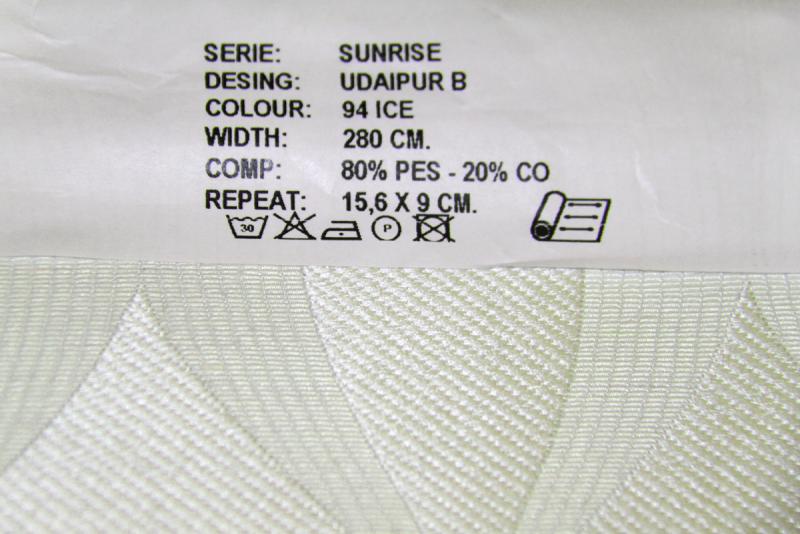 SERIE: SUNRISE
DESING: UDAIPUR B
COLOUR: 94 ICE
WIDTH: 280 CM.
COMP: 80% PES - 20% CO
REPEAT: 15,6 X 9 CM.
30 P